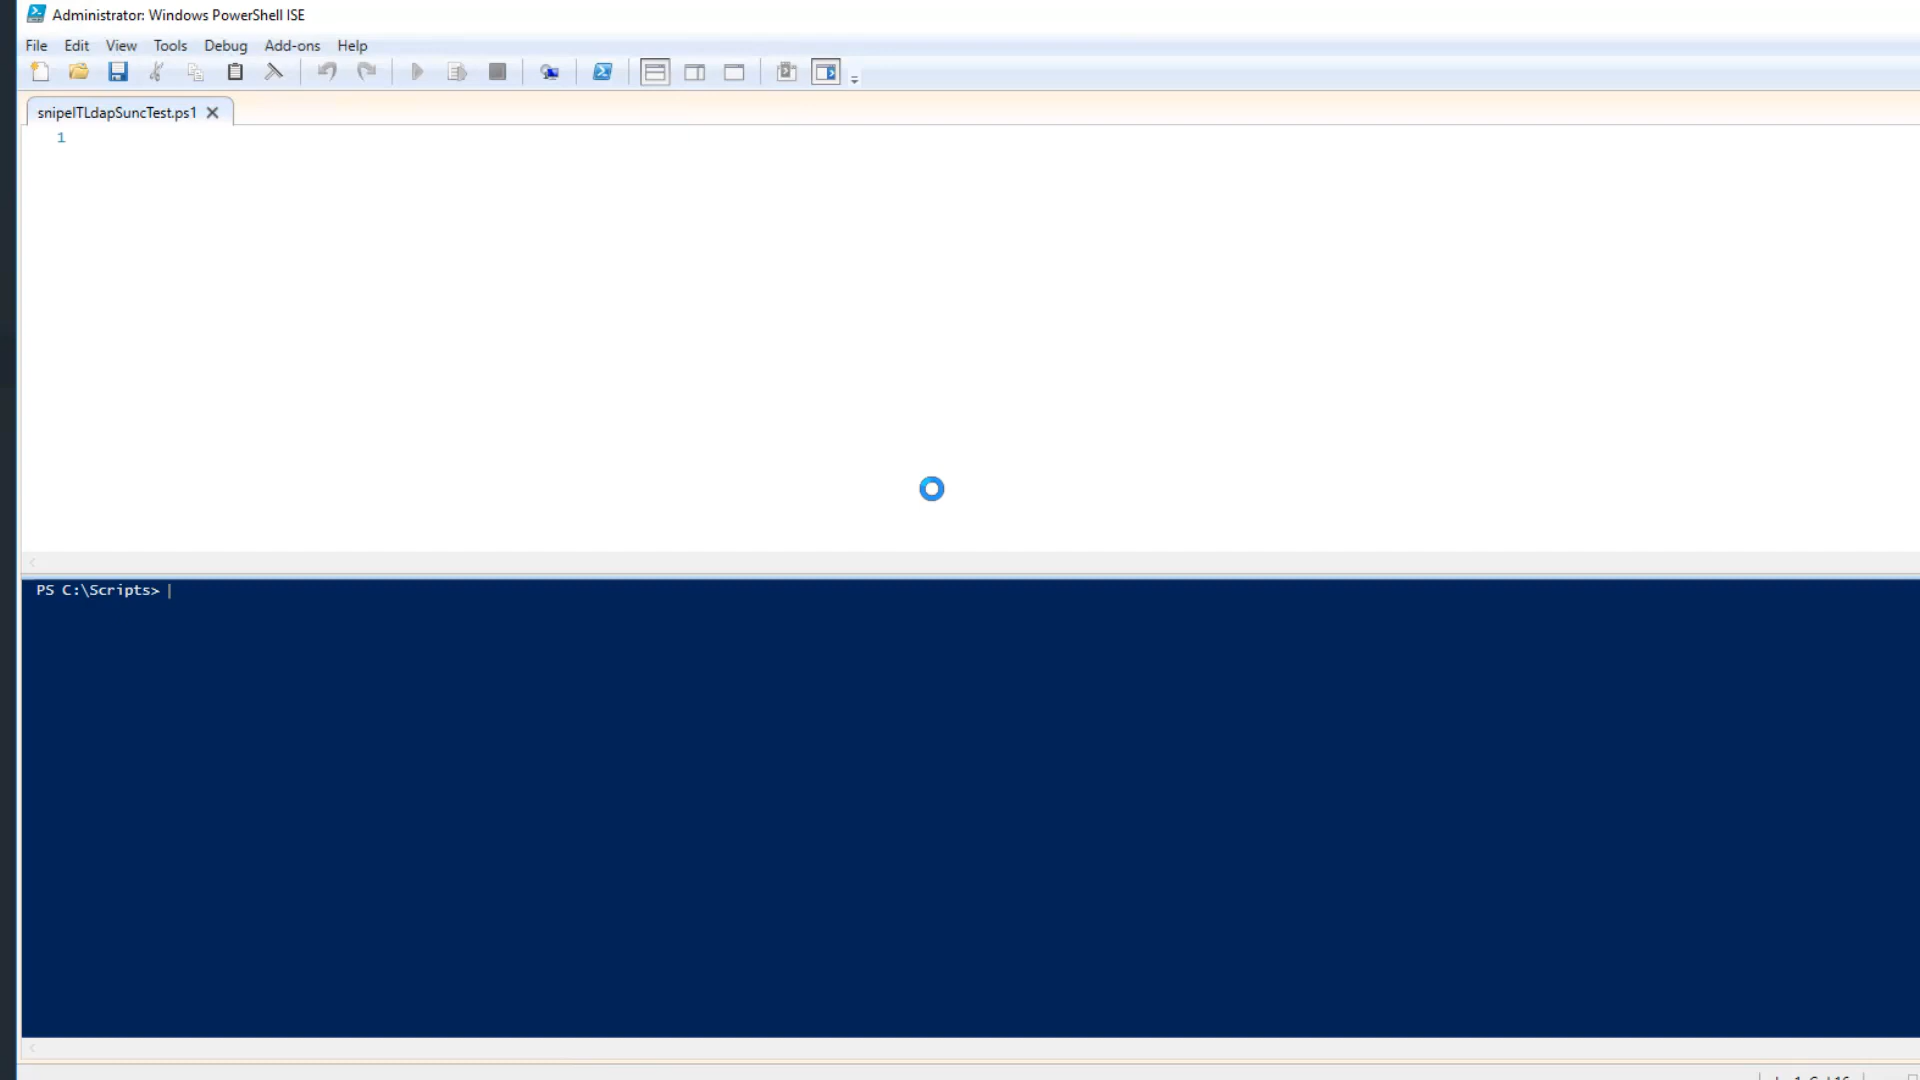 Administrator: Windows PowerShell ISE
File Edit View Tools Debug Add-ons Help
snipeITLdapSuncTest.ps1
1
PS C:\Scripts>